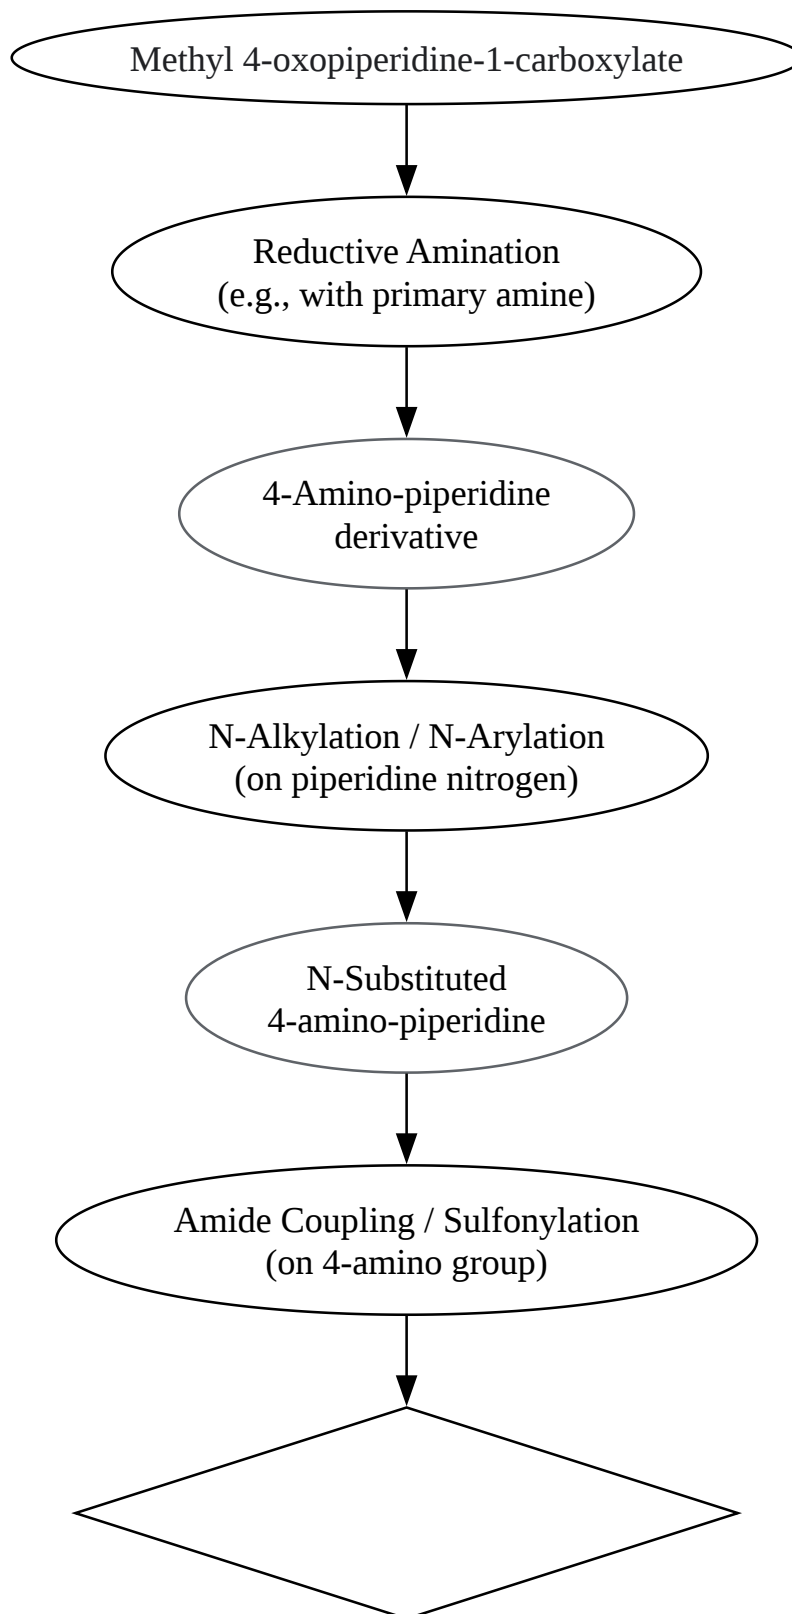 Methyl 4-oxopiperidine-1-carboxylate
Reductive Amination
(e.g., with primary amine)
4-Amino-piperidine
derivative
N-Alkylation / N-Arylation
(on piperidine nitrogen)
N-Substituted
4-amino-piperidine
Amide Coupling / Sulfonylation
(on 4-amino group)